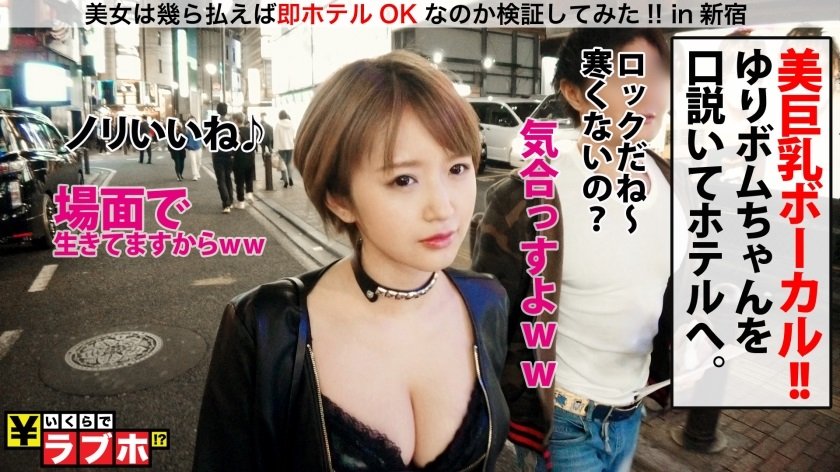 美女は幾ら払えば即ホテルOKなのか検証してみた!! in 新宿
美巨乳ボーカル!!
ゆりボムちゃんを
口説いてホテルへ。
ロックだね〜
寒くないの?
気合っすよww
ノリいいね♪
場面で
生きてますからww
¥いくらで
ラブホ!?